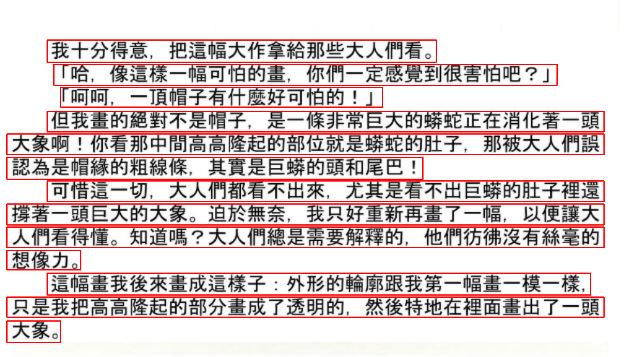 我十分得意，把這幅大作拿給那些大人們看。
「哈，像這樣一幅可怕的畫，你們一定感覺到很害怕吧？」
「呵呵，一頂帽子有什麼好可怕的！」
但我畫的絕對不是帽子，是一條非常巨大的蟒蛇正在消化著一頭
大象啊！你看那中間高高隆起的部位就是蟒蛇的肚子，那被大人們誤
認為是帽緣的粗線條，其實是巨蟒的頭和尾巴！
可惜這一切，大人們都看不出來，尤其是看不出巨蟒的肚子裡還
撐著一頭巨大的大象。迫於無奈，我只好重新再畫了一幅，以便讓大
人們看得懂。知道嗎？大人們總是需要解釋的，他們彷彿沒有絲毫的
想像力。
這幅畫我後來畫成這樣子：外形的輪廓跟我第一幅畫一模一樣，
只是我把高高隆起的部分畫成了透明的，然後特地在裡面畫出了一頭
大象。